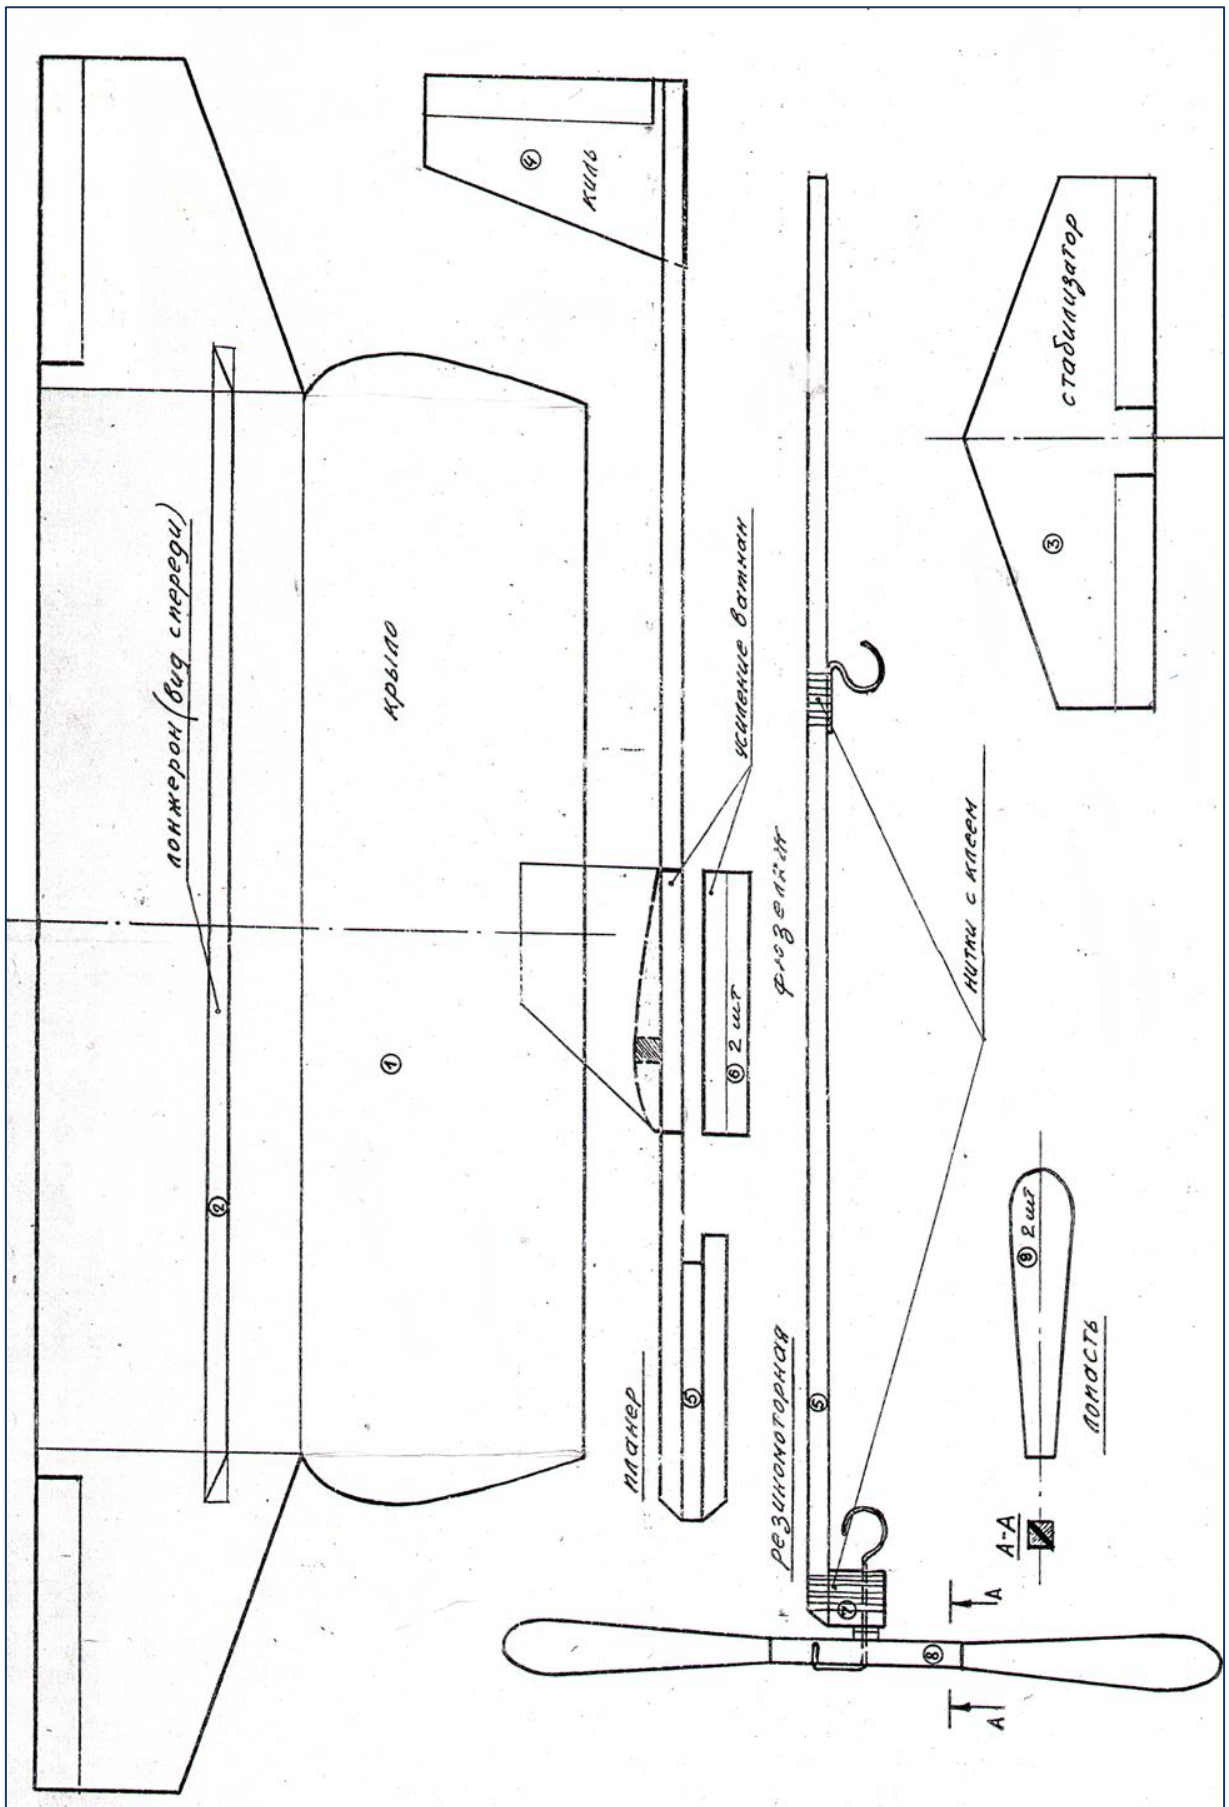 лонжерон (вид спереди)
②
①
крыло
④
киль
планер
⑤
усиление ватман
⑥ 2 шт
резиномоторная
фюзеляж
⑤
⑦
⑧
нитки с клеем
А
А
А-А
⑨ 2 шт
лопасть
③
стабилизатор